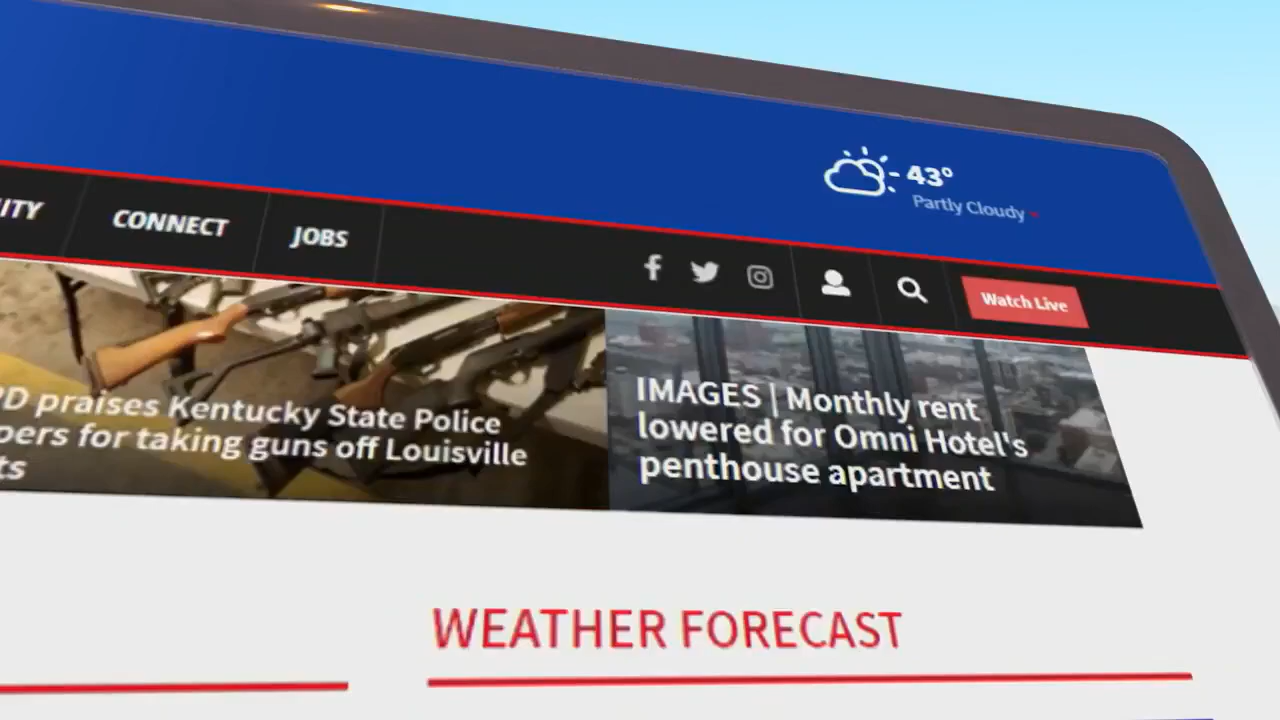 43°
Partly Cloudy
ITY
CONNECT
JOBS
Watch Live
PD praises Kentucky State Police
pers for taking guns off Louisville
ts
IMAGES | Monthly rent
lowered for Omni Hotel's
penthouse apartment
WEATHER FORECAST